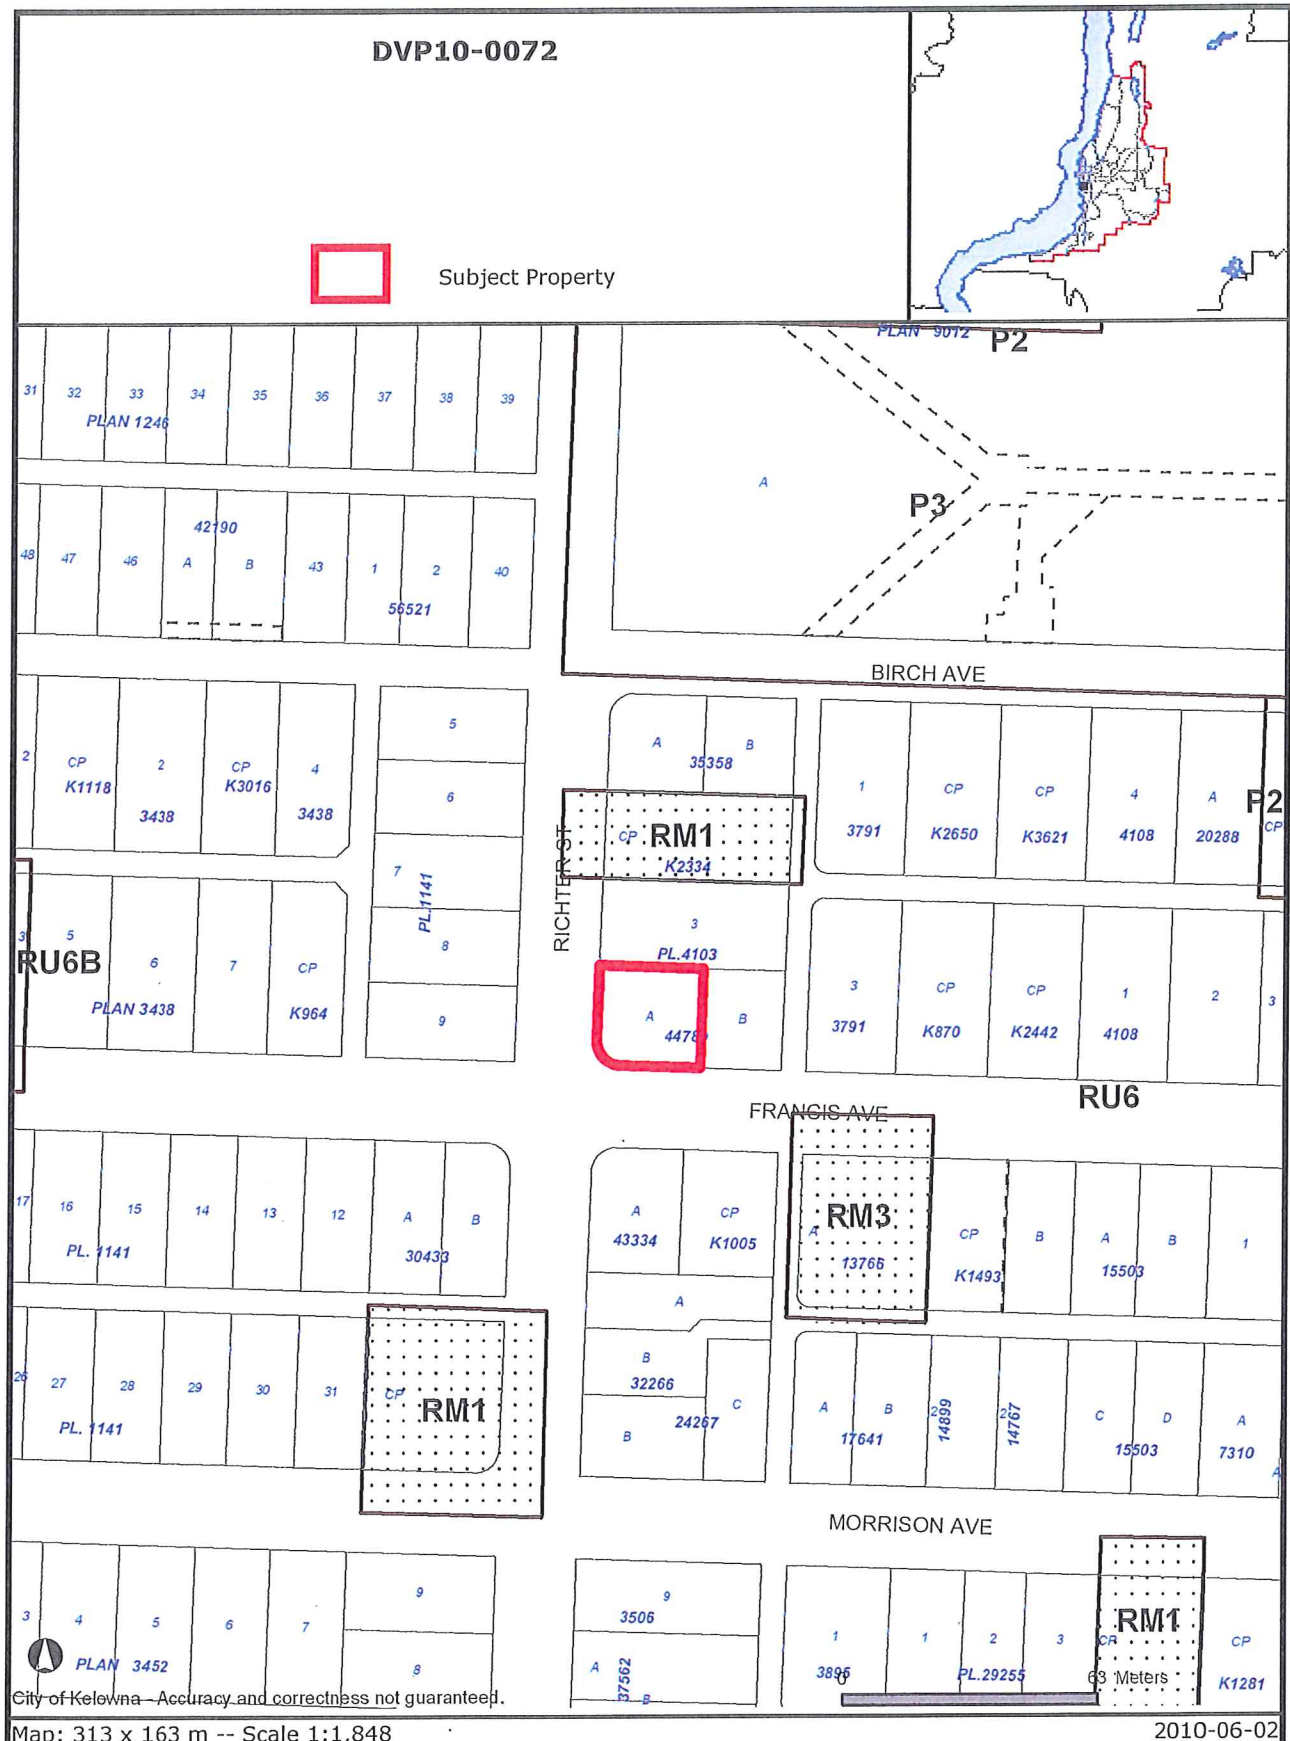 DVP10-0072
Subject Property
PLAN 9012 P2
31 32 33 34 35 36 37 38 39
PLAN 1246
A
P3
42190
48 47 46 A B 43 1 2 40
56521
BIRCH AVE
5
2 CP 2 CP 4
K1118 3438 K3016 3438
6
A B
35358
1 CP CP 4 A P2
3791 K2650 K3621 4108 20288 CP
CP RM1
K2334
RICHTER ST
7
PL.1141
8
9
3
PL.4103
3 5 6 7 CP
RU6B
PLAN 3438 K964
A B
4478
3 CP CP 1 2 3
3791 K870 K2442 4108
RU6
FRANCIS AVE
17 16 15 14 13 12 A B
PL. 1141 30433
A CP
43334 K1005
RM3
A
13766
CP B A B 1
K1493 15503
A
26 27 28 29 30 31 CP
PL. 1141
RM1
B
32266
C
24267
B
A B 2 14899 2 14767 C D A
17641 15503 7310
A
MORRISON AVE
3 4 5 6 7 9
PLAN 3452 8
9
3506
A 37562
B
1 1 2 3 CP RM1 CP
3895 PL.29255 K1281
0 63 Meters
City of Kelowna - Accuracy and correctness not guaranteed.
Map: 313 x 163 m -- Scale 1:1,848
2010-06-02